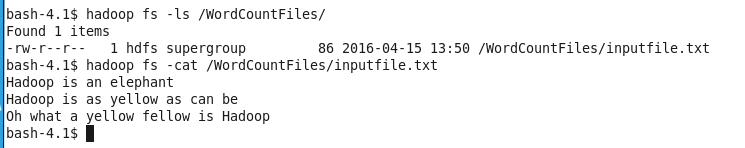 bash-4.1$ hadoop fs -ls /WordCountFiles/
Found 1 items
-rw-r--r--   1 hdfs supergroup         86 2016-04-15 13:50 /WordCountFiles/inputfile.txt
bash-4.1$ hadoop fs -cat /WordCountFiles/inputfile.txt
Hadoop is an elephant
Hadoop is as yellow as can be
Oh what a yellow fellow is Hadoop
bash-4.1$